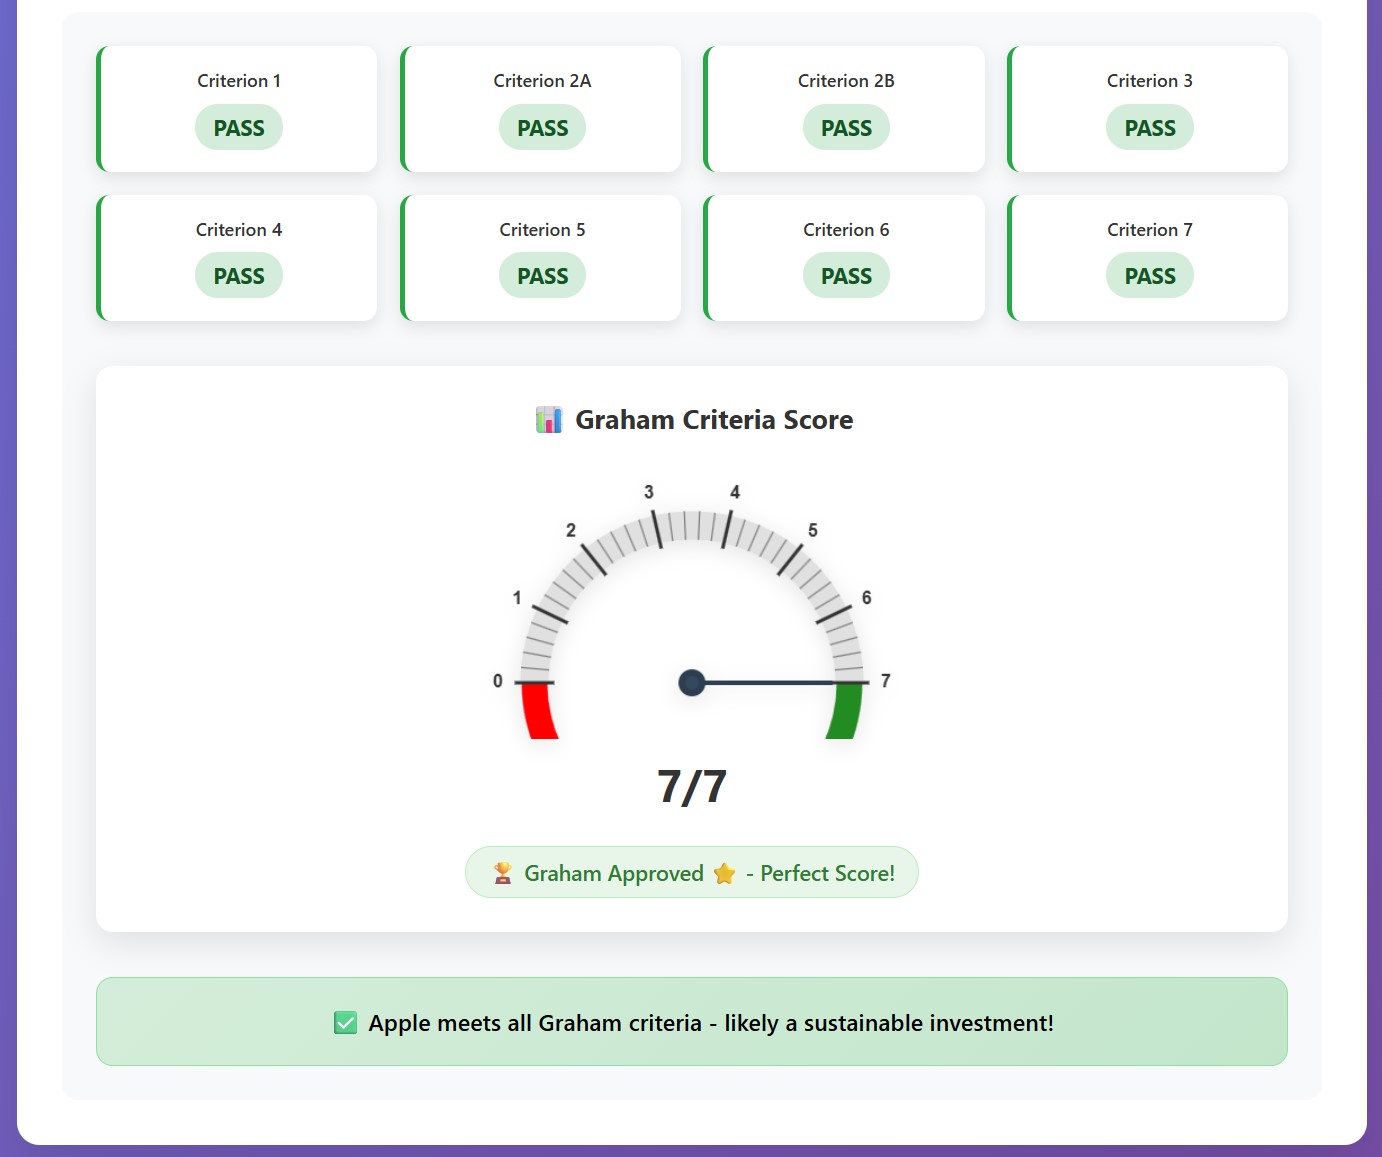 Criterion 1
PASS
Criterion 2A
PASS
Criterion 2B
PASS
Criterion 3
PASS
Criterion 4
PASS
Criterion 5
PASS
Criterion 6
PASS
Criterion 7
PASS
📊 Graham Criteria Score
0
1
2
3
4
5
6
7
7/7
🏆 Graham Approved ⭐ - Perfect Score!
✅ Apple meets all Graham criteria - likely a sustainable investment!